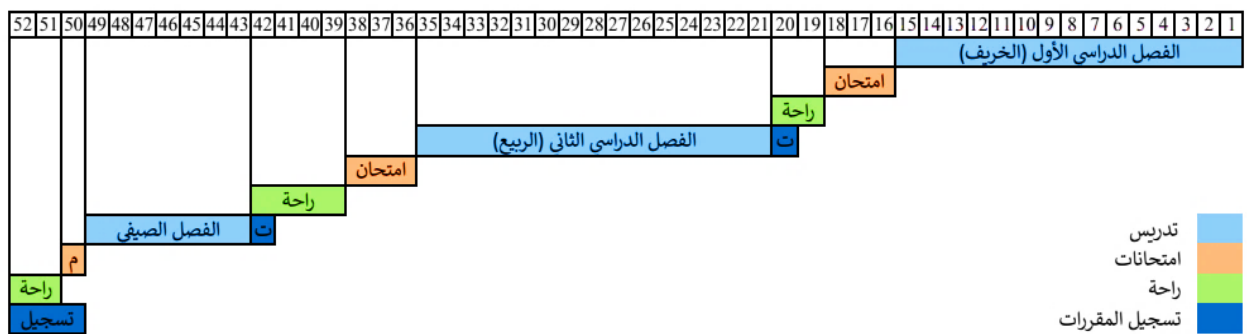 52 51 50 49 48 47 46 45 44 43 42 41 40 39 38 37 36 35 34 33 32 31 30 29 28 27 26 25 24 23 22 21 20 19 18 17 16 15 14 13 12 11 10 9 8 7 6 5 4 3 2 1
الفصل الدراسي الأول (الخريف)
امتحان
راحة
ت
الفصل الدراسي الثاني (الربيع)
امتحان
راحة
ت
الفصل الصيفي
م
راحة
تسجيل
تدريس
امتحانات
راحة
تسجيل المقررات